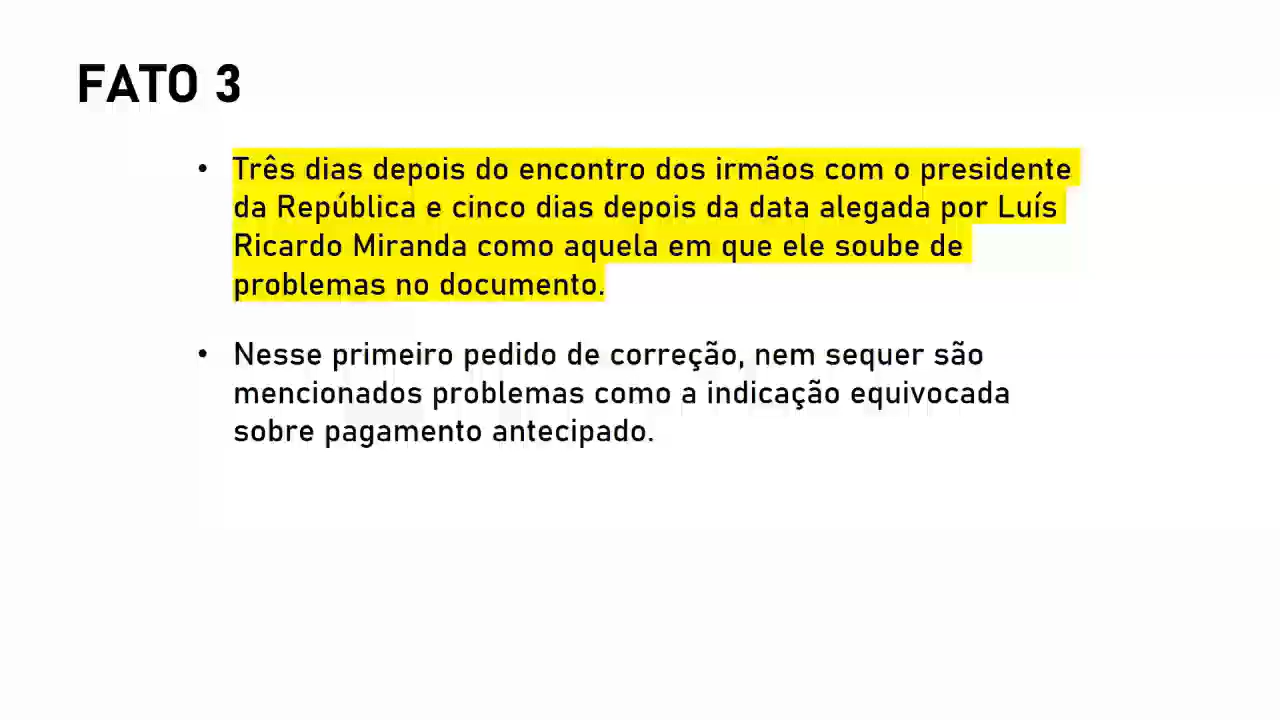 FATO 3
• Três dias depois do encontro dos irmãos com o presidente
da República e cinco dias depois da data alegada por Luís
Ricardo Miranda como aquela em que ele soube de
problemas no documento.
• Nesse primeiro pedido de correção, nem sequer são
mencionados problemas como a indicação equivocada
sobre pagamento antecipado.